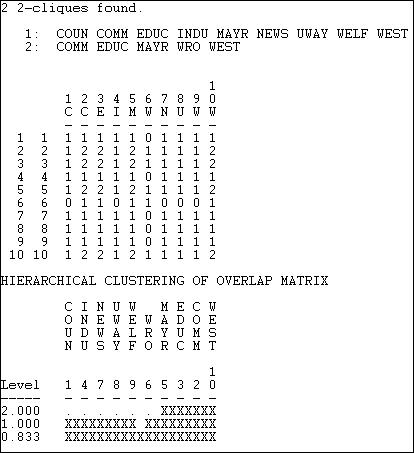 2 2-cliques found.
1: COUN COMM EDUC INDU MAYR NEWS UWAY WELF WEST
2: COMM EDUC MAYR WRO WEST
1
1 2 3 4 5 6 7 8 9 0
C C E I M W N U W W
- - - - - - - - - -
1 1 1 1 1 1 1 0 1 1 1 1
2 2 1 2 2 1 2 1 1 1 1 2
3 3 1 2 2 1 2 1 1 1 1 2
4 4 1 1 1 1 1 0 1 1 1 1
5 5 1 2 2 1 2 1 1 1 1 2
6 6 0 1 1 0 1 1 0 0 0 1
7 7 1 1 1 1 1 0 1 1 1 1
8 8 1 1 1 1 1 0 1 1 1 1
9 9 1 1 1 1 1 0 1 1 1 1
10 10 1 2 2 1 2 1 1 1 1 2
HIERARCHICAL CLUSTERING OF OVERLAP MATRIX
C I N U W M E C W
O N E W E W A D O E
U D W A L R Y U M S
N U S Y F O R C M T
1
Level 1 4 7 8 9 6 5 3 2 0
----- - - - - - - - - - -
2.000 . . . . . . XXXXXXX
1.000 XXXXXXXXX XXXXXXXXX
0.833 XXXXXXXXXXXXXXXXXXX